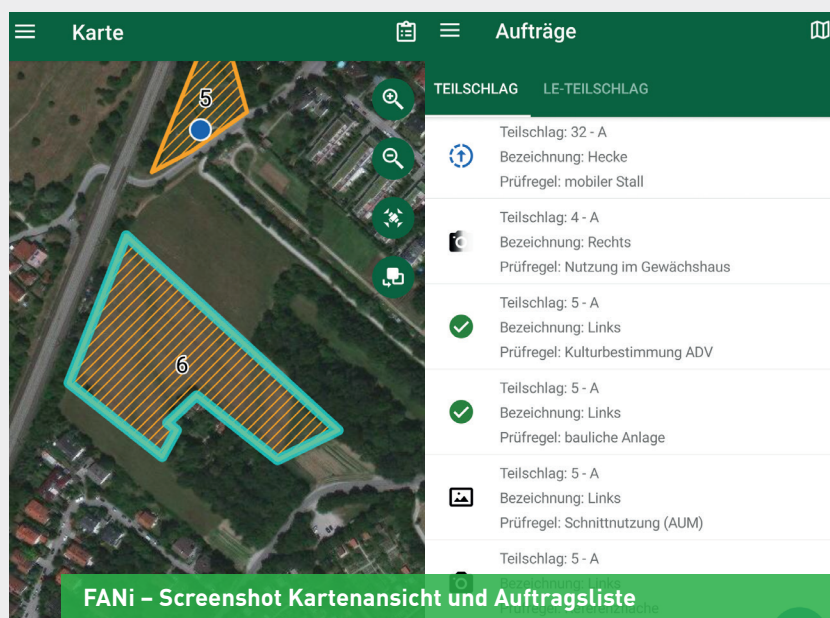 Karte
5
6
Aufträge
TEILSCHLAG LE-TEILSCHLAG
Teilschlag: 32 - A
Bezeichnung: Hecke
Prüfregel: mobiler Stall
Teilschlag: 4 - A
Bezeichnung: Rechts
Prüfregel: Nutzung im Gewächshaus
Teilschlag: 5 - A
Bezeichnung: Links
Prüfregel: Kulturbestimmung ADV
Teilschlag: 5 - A
Bezeichnung: Links
Prüfregel: bauliche Anlage
Teilschlag: 5 - A
Bezeichnung: Links
Prüfregel: Schnittnutzung (AUM)
Teilschlag: 5 - A
Bezeichnung: Links
FANi – Screenshot Kartenansicht und Auftragsliste